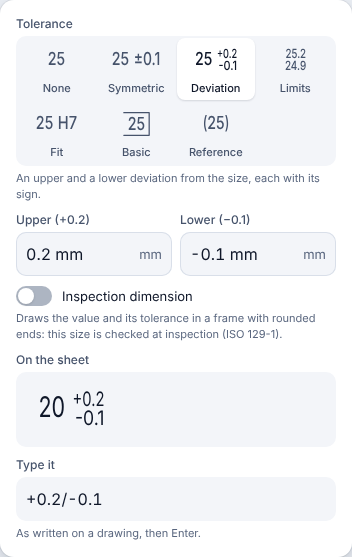 Tolerance
25 25 ±0.1 25 +0.2 -0.1 25.2 24.9
None Symmetric Deviation Limits
25 H7 25 (25)
Fit Basic Reference
An upper and a lower deviation from the size, each with its
sign.
Upper (+0.2) Lower (−0.1)
0.2 mm mm -0.1 mm mm
Inspection dimension
Draws the value and its tolerance in a frame with rounded
ends: this size is checked at inspection (ISO 129-1).
On the sheet
20 +0.2
-0.1
Type it
+0.2/-0.1
As written on a drawing, then Enter.